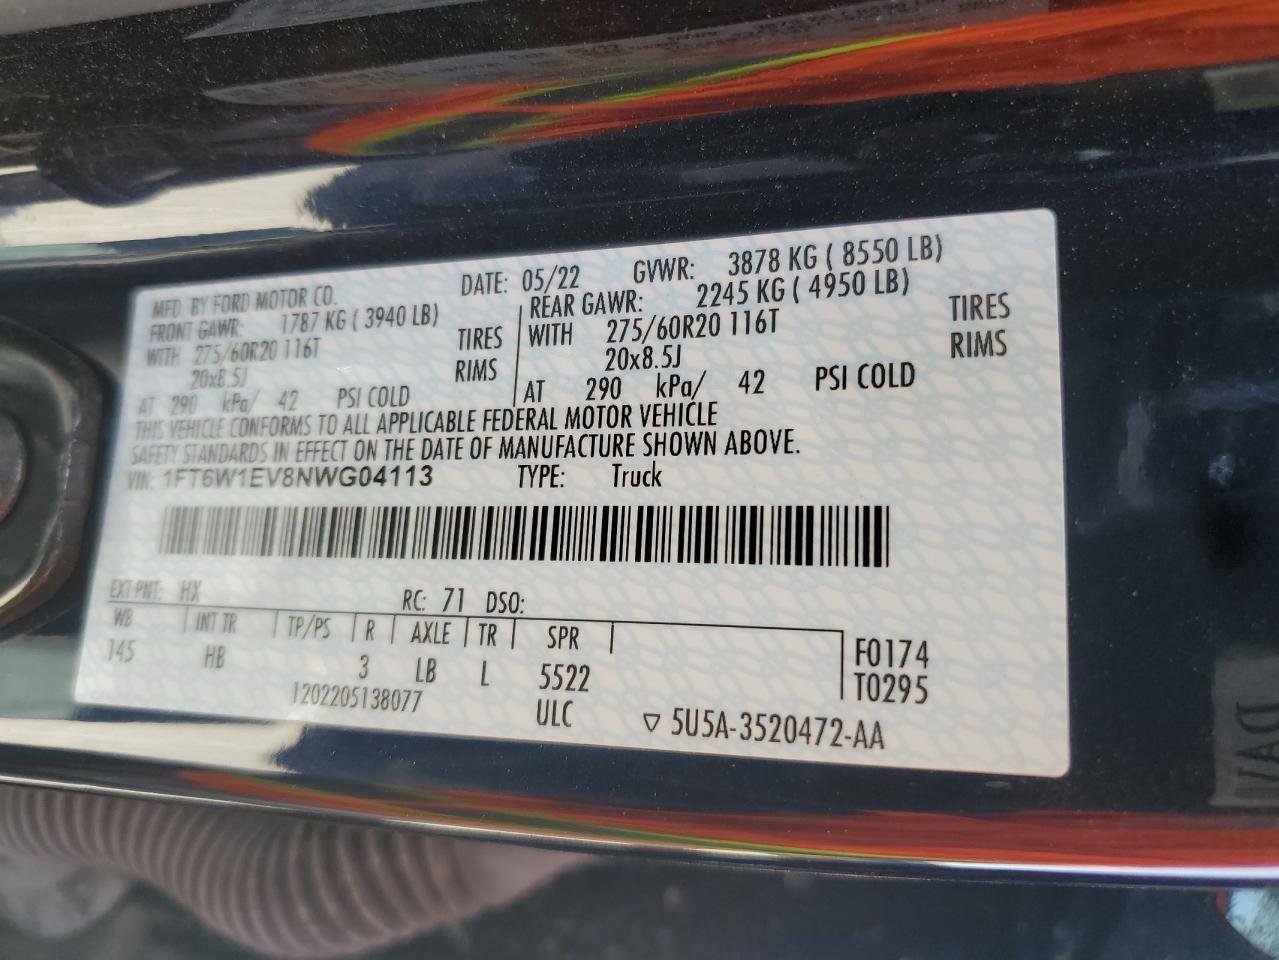 MFD. BY FORD MOTOR CO.
DATE: 05/22 GVWR: 3878 KG ( 8550 LB)
FRONT GAWR: 1787 KG ( 3940 LB)
WITH 275/60R20 116T TIRES
20x8.5J RIMS
AT 290 kPa/ 42 PSI COLD
REAR GAWR: 2245 KG ( 4950 LB)
WITH 275/60R20 116T TIRES
20x8.5J RIMS
AT 290 kPa/ 42 PSI COLD
THIS VEHICLE CONFORMS TO ALL APPLICABLE FEDERAL MOTOR VEHICLE
SAFETY STANDARDS IN EFFECT ON THE DATE OF MANUFACTURE SHOWN ABOVE.
VIN: 1FT6W1EV8NWG04113 TYPE: Truck
EXT PNT: HX RC: 71 DSO:
WB INT TR TP/PS R AXLE TR SPR
145 HB 3 LB L 5522
F0174
T0295
1202205138077 ULC ▽ 5U5A-3520472-AA